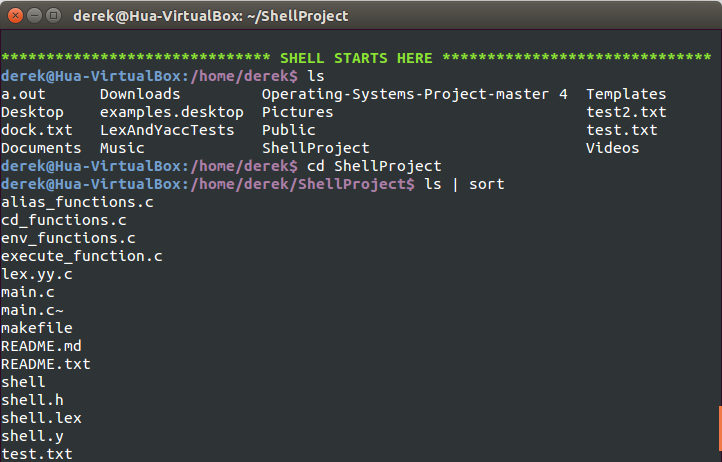 derek@Hua-VirtualBox: ~/ShellProject
****************************** SHELL STARTS HERE ******************************
derek@Hua-VirtualBox:/home/derek$ ls
a.out      Downloads         Operating-Systems-Project-master 4  Templates
Desktop    examples.desktop  Pictures                            test2.txt
dock.txt   LexAndYaccTests   Public                              test.txt
Documents  Music             ShellProject                        Videos
derek@Hua-VirtualBox:/home/derek$ cd ShellProject
derek@Hua-VirtualBox:/home/derek/ShellProject$ ls | sort
alias_functions.c
cd_functions.c
env_functions.c
execute_function.c
lex.yy.c
main.c
main.c~
makefile
README.md
README.txt
shell
shell.h
shell.lex
shell.y
test.txt